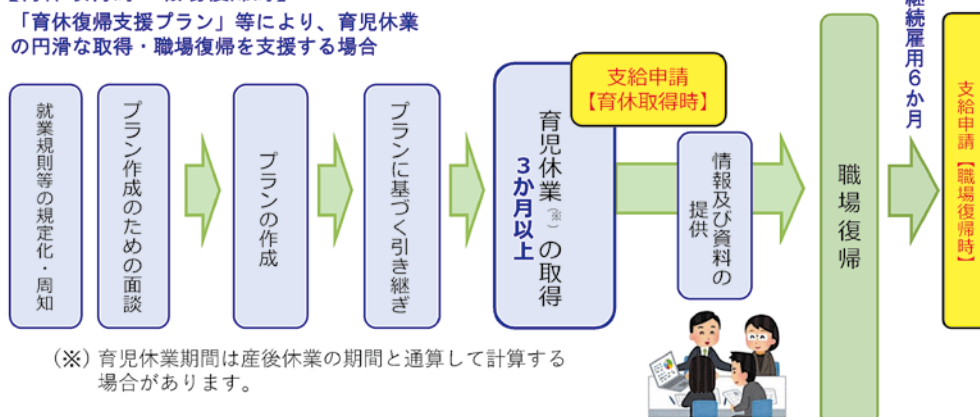 「育休復帰支援プラン」等により、育児休業
の円滑な取得・職場復帰を支援する場合
就業規則等の規定化・周知
プラン作成のための面談
プランの作成
プランに基づく引き継ぎ
育児休業(※)の取得
3か月以上
支給申請
【育休取得時】
情報及び資料の
提供
職場復帰
継続雇用6か月
支給申請【職場復帰時】
(※) 育児休業期間は産後休業の期間と通算して計算する
場合があります。